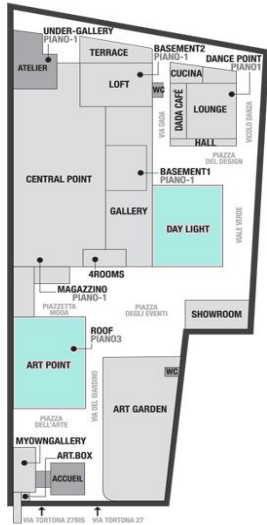 UNDER-GALLERY
PIANO-1
BASEMENT2
PIANO-1
DANCE POINT
PIANO1
TERRACE
ATELIER
LOFT
CUCINA
WC
DADA CAFÉ
LOUNGE
VIA DADA
VICOLO DANZA
HALL
PIAZZA
DEL DESIGN
BASEMENT1
PIANO-1
CENTRAL POINT
GALLERY
DAY LIGHT
VIALE VERDE
4ROOMS
MAGAZZINO
PIANO-1
PIAZZETTA
MODA
PIAZZA
DEGLI EVENTI
SHOWROOM
ROOF
PIANO3
ART POINT
VIA DEL GIARDINO
WC
ART GARDEN
PIAZZA
DELL'ARTE
MYOWNGALLERY
ART.BOX
ACCUEIL
VIA TORTONA 27BIS
VIA TORTONA 27